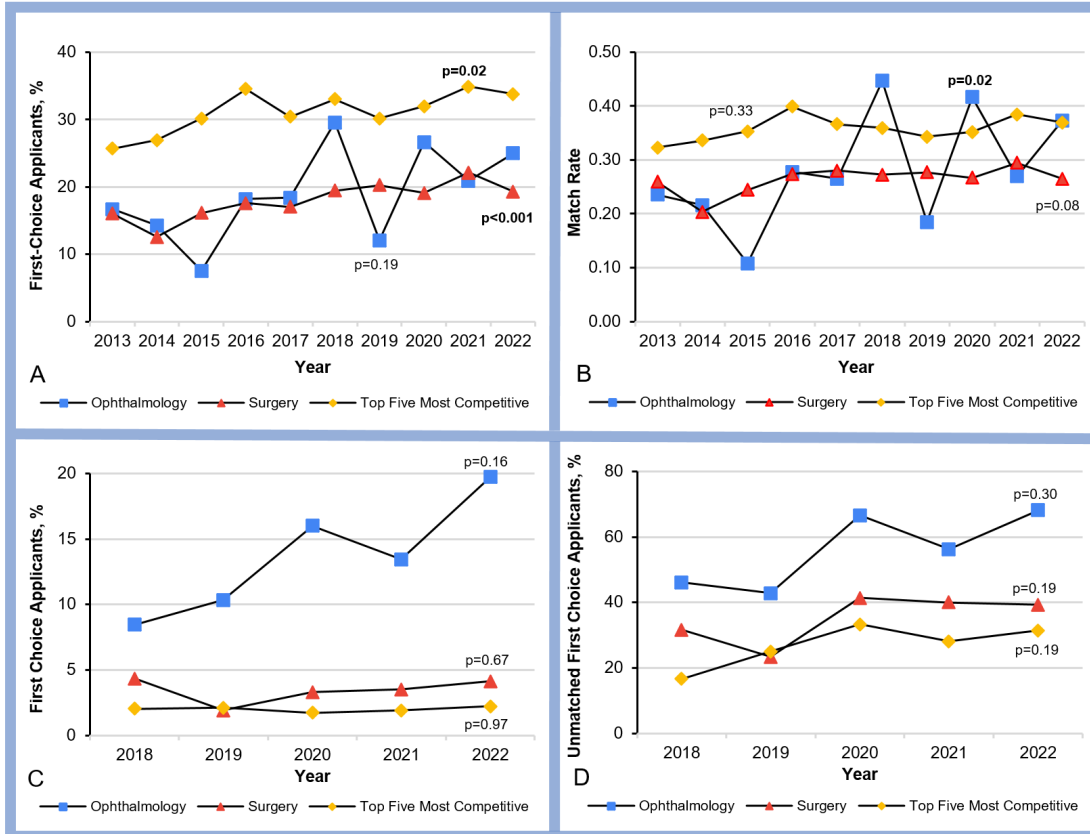 First-Choice Applicants, %
40
30
20
10
0
p=0.02
p<0.001
p=0.19
2013 2014 2015 2016 2017 2018 2019 2020 2021 2022
Year
A
Ophthalmology Surgery Top Five Most Competitive
Match Rate
0.50
0.40
0.30
0.20
0.10
0.00
p=0.33
p=0.02
p=0.08
2013 2014 2015 2016 2017 2018 2019 2020 2021 2022
Year
B
Ophthalmology Surgery Top Five Most Competitive
First Choice Applicants, %
20
15
10
5
0
p=0.16
p=0.67
p=0.97
2018 2019 2020 2021 2022
Year
C
Ophthalmology Surgery Top Five Most Competitive
Unmatched First Choice Applicants, %
80
60
40
20
0
p=0.30
p=0.19
p=0.19
2018 2019 2020 2021 2022
Year
D
Ophthalmology Surgery Top Five Most Competitive